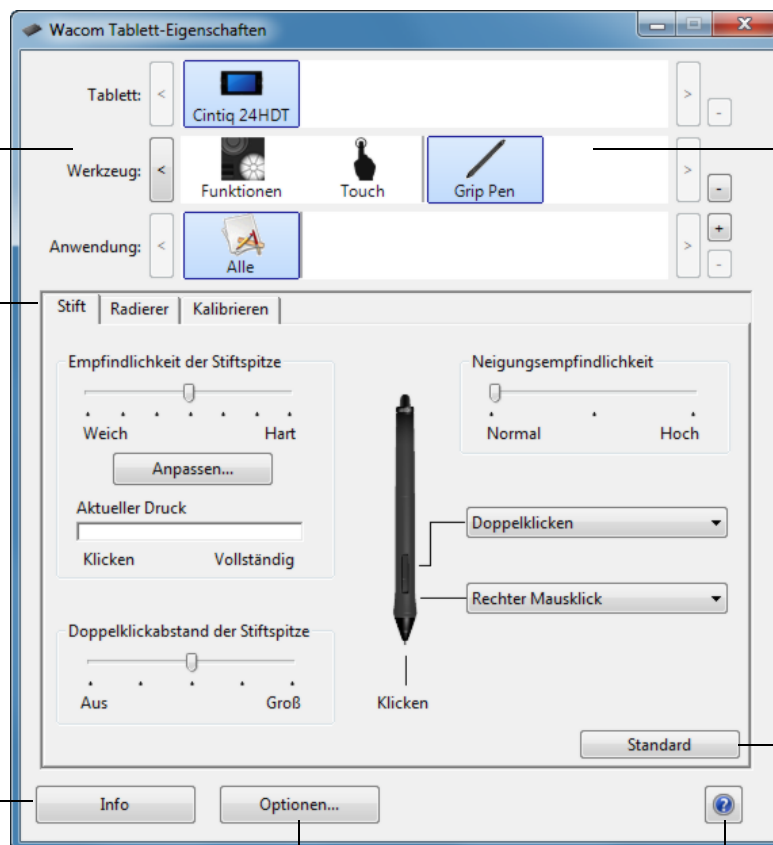 Wacom Tablett-Eigenschaften
Tablett:
<
Cintiq 24HDT
>
-
Werkzeug:
<
Funktionen
Touch
Grip Pen
>
-
Anwendung:
<
Alle
>
+
-
Stift
Radierer
Kalibrieren
Empfindlichkeit der Stiftspitze
Weich
Hart
Anpassen...
Aktueller Druck
Klicken
Vollständig
Doppelklickabstand der Stiftspitze
Aus
Groß
Neigungsempfindlichkeit
Normal
Hoch
Doppelklicken
Rechter Mausklick
Klicken
Standard
Info
Optionen...
?